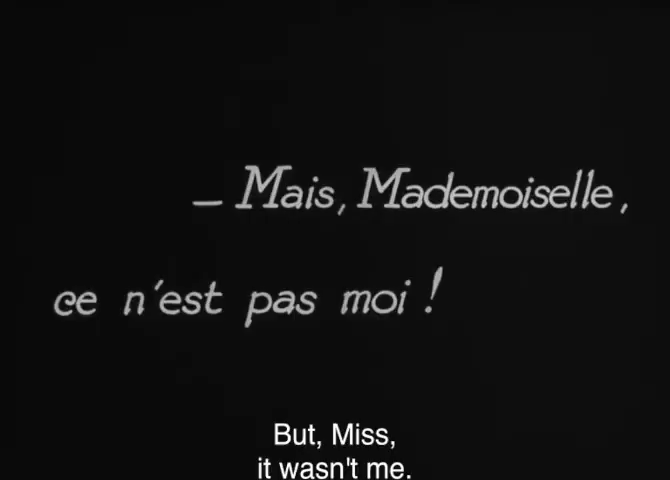 — Mais, Mademoiselle,
ce n'est pas moi !
But, Miss,
it wasn't me.